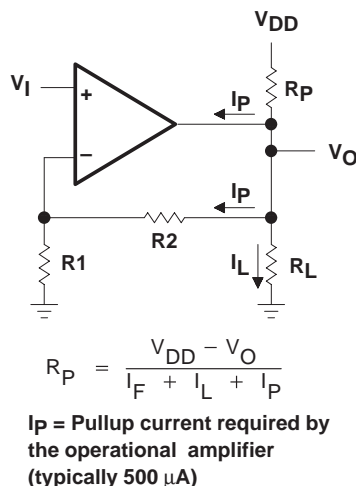 VDD
VI
+
IP
RP
VO
−
IP
R2
R1
IL
RL
RP = VDD − VO / IF + IL + IP
IP = Pullup current required by
the operational amplifier
(typically 500 μA)